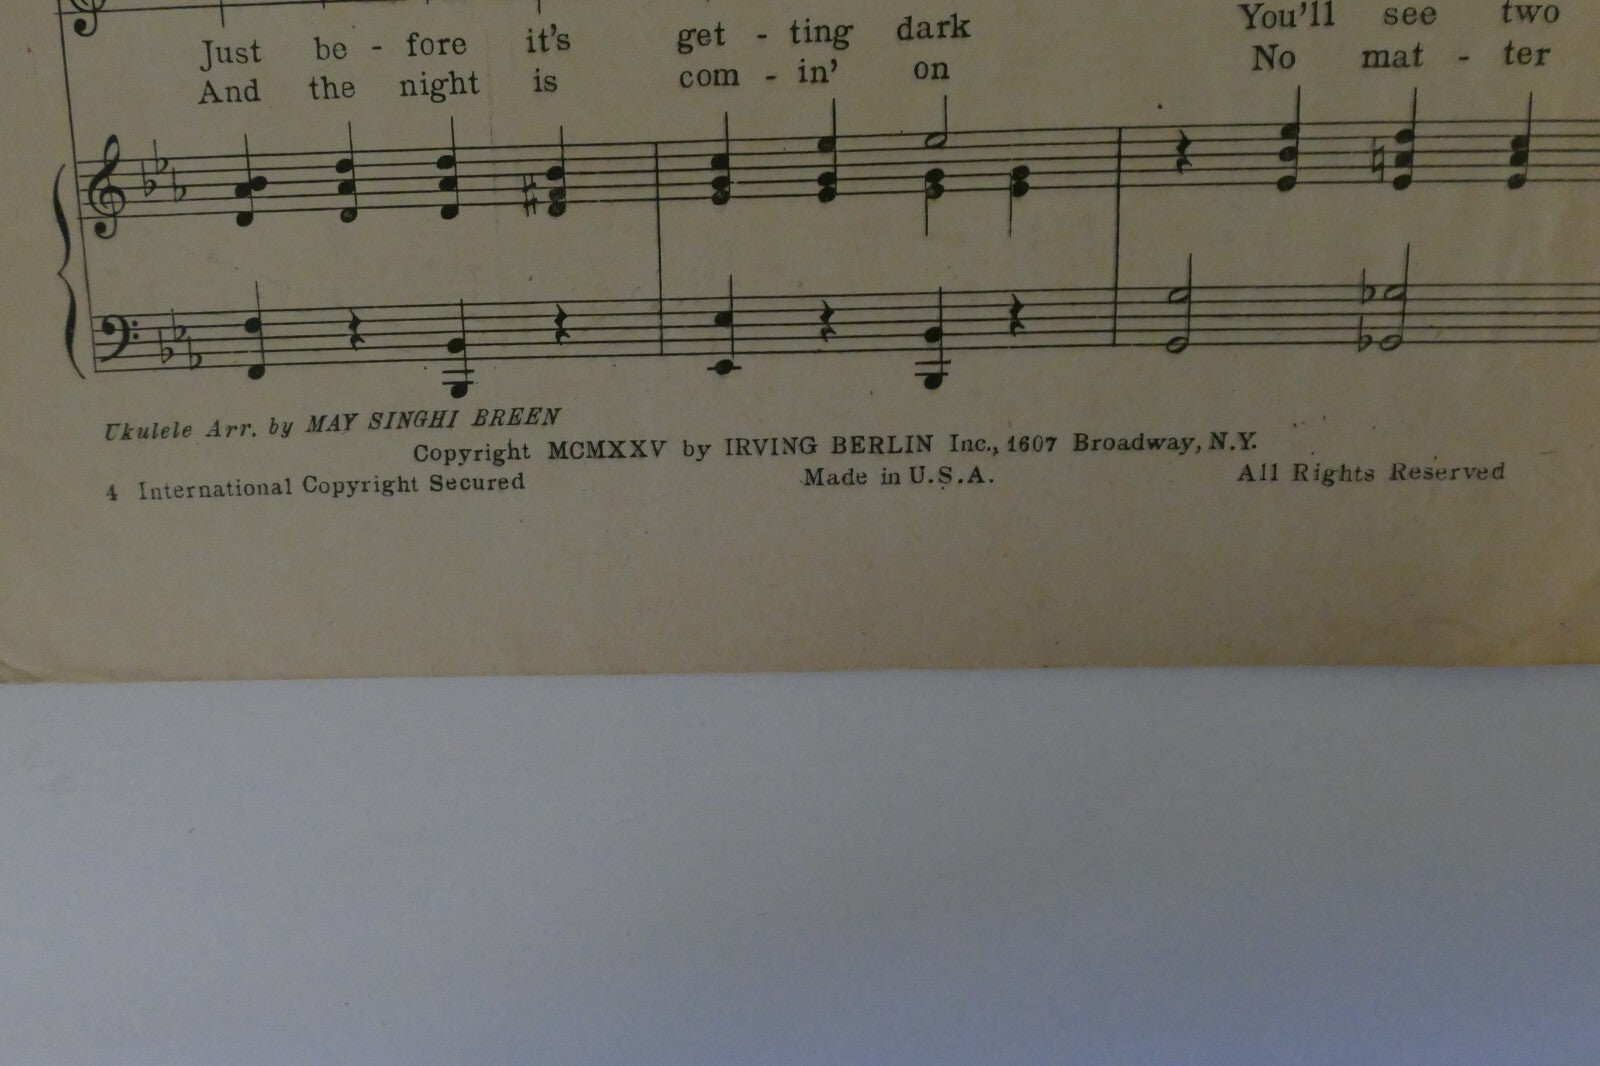 Just be - fore it's get - ting dark You'll see two
And the night is com - in' on No mat - ter
Ukulele Arr. by MAY SINGHI BREEN
Copyright MCMXXV by IRVING BERLIN Inc., 1607 Broadway, N.Y.
4 International Copyright Secured Made in U.S.A. All Rights Reserved